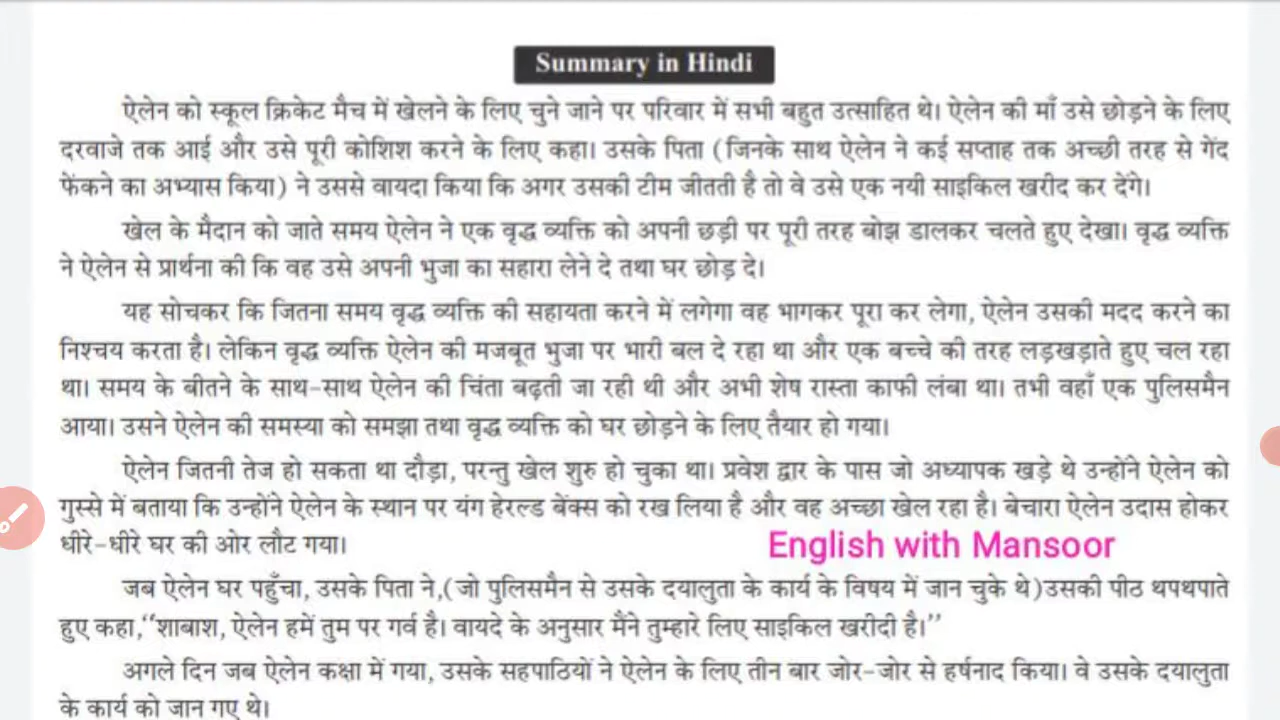 Summary in Hindi
ऐलेन को स्कूल क्रिकेट मैच में खेलने के लिए चुने जाने पर परिवार में सभी बहुत उत्साहित थे। ऐलेन की माँ उसे छोड़ने के लिए
दरवाजे तक आई और उसे पूरी कोशिश करने के लिए कहा। उसके पिता (जिनके साथ ऐलेन ने कई सप्ताह तक अच्छी तरह से गेंद
फेंकने का अभ्यास किया) ने उससे वायदा किया कि अगर उसकी टीम जीतती है तो वे उसे एक नयी साइकिल खरीद कर देंगे।
खेल के मैदान को जाते समय ऐलेन ने एक वृद्ध व्यक्ति को अपनी छड़ी पर पूरी तरह बोझ डालकर चलते हुए देखा। वृद्ध व्यक्ति
ने ऐलेन से प्रार्थना की कि वह उसे अपनी भुजा का सहारा लेने दे तथा घर छोड़ दे।
यह सोचकर कि जितना समय वृद्ध व्यक्ति की सहायता करने में लगेगा वह भागकर पूरा कर लेगा, ऐलेन उसकी मदद करने का
निश्चय करता है। लेकिन वृद्ध व्यक्ति ऐलेन की मजबूत भुजा पर भारी बल दे रहा था और एक बच्चे की तरह लड़खड़ाते हुए चल रहा
था। समय के बीतने के साथ-साथ ऐलेन की चिंता बढ़ती जा रही थी और अभी शेष रास्ता काफी लंबा था। तभी वहाँ एक पुलिसमैन
आया। उसने ऐलेन की समस्या को समझा तथा वृद्ध व्यक्ति को घर छोड़ने के लिए तैयार हो गया।
ऐलेन जितनी तेज हो सकता था दौड़ा, परन्तु खेल शुरु हो चुका था। प्रवेश द्वार के पास जो अध्यापक खड़े थे उन्होंने ऐलेन को
गुस्से में बताया कि उन्होंने ऐलेन के स्थान पर यंग हेरल्ड बेंक्स को रख लिया है और वह अच्छा खेल रहा है। बेचारा ऐलेन उदास होकर
धीरे-धीरे घर की ओर लौट गया।
English with Mansoor
जब ऐलेन घर पहुँचा, उसके पिता ने,(जो पुलिसमैन से उसके दयालुता के कार्य के विषय में जान चुके थे)उसकी पीठ थपथपाते
हुए कहा,‘‘शाबाश, ऐलेन हमें तुम पर गर्व है। वायदे के अनुसार मैंने तुम्हारे लिए साइकिल खरीदी है।’’
अगले दिन जब ऐलेन कक्षा में गया, उसके सहपाठियों ने ऐलेन के लिए तीन बार जोर-जोर से हर्षनाद किया। वे उसके दयालुता
के कार्य को जान गए थे।